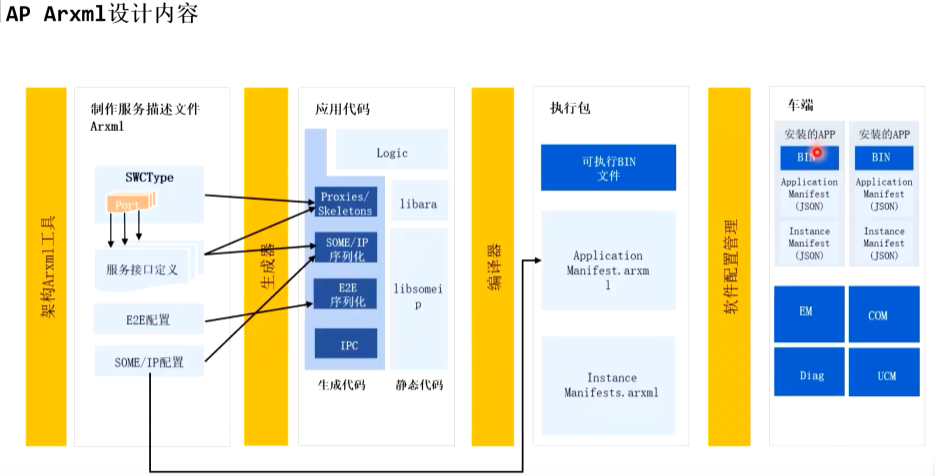 AP Arxml设计内容
架构Arxml工具
制作服务描述文件
Arxml
SWCType
Port
服务接口定义
E2E配置
SOME/IP配置
生成器
应用代码
Logic
Proxies/
Skeletons
SOME/IP
序列化
E2E
序列化
IPC
生成代码
libara
libsomei
p
静态代码
编译器
执行包
可执行BIN
文件
Application
Manifest.arxm
l
Instance
Manifests.arxml
软件配置管理
车端
安装的APP
BIN
Application
Manifest
(JSON)
Instance
Manifest
(JSON)
安装的APP
BIN
Application
Manifest
(JSON)
Instance
Manifest
(JSON)
EM
COM
Diag
UCM